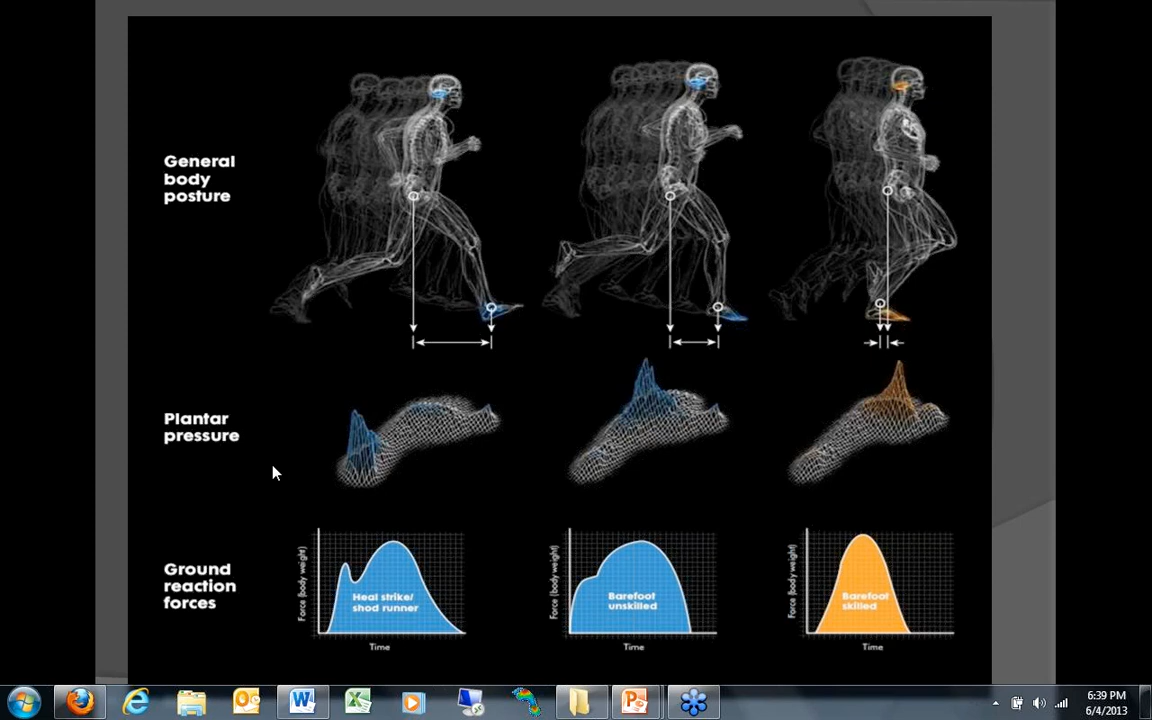 General
body
posture
Plantar
pressure
Ground
reaction
forces
Force (body weight)
Heal strike/
shod runner
Time
Force (body weight)
Barefoot
unskilled
Time
Force (body weight)
Barefoot
skilled
Time
6:39 PM
6/4/2013